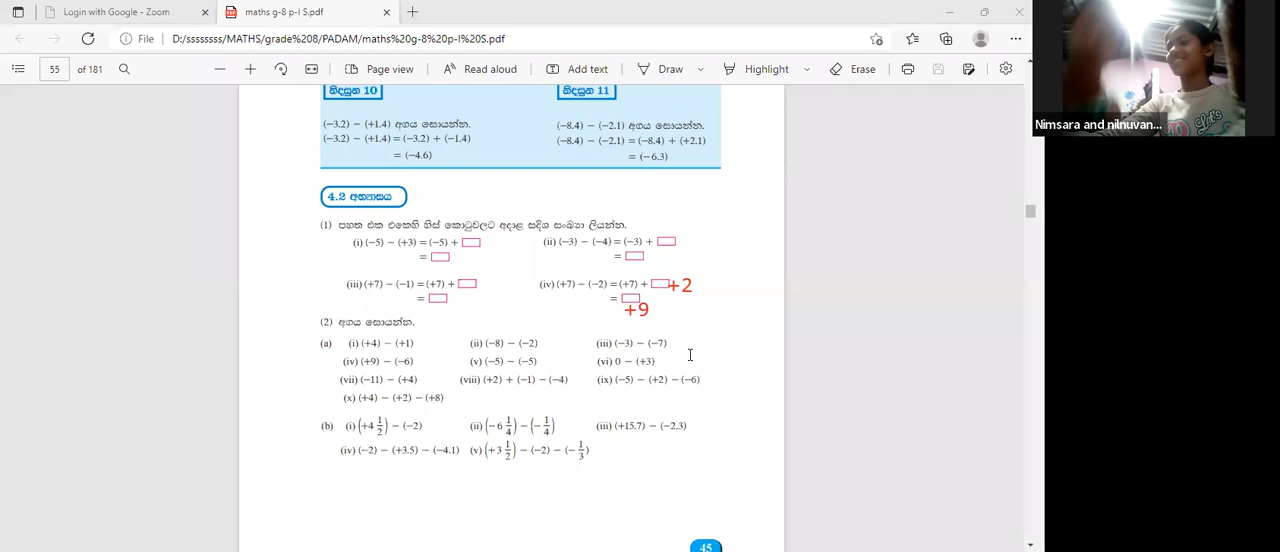 Login with Google - Zoom
maths g-8 p-I S.pdf
File D:/ssssssss/MATHS/grade%208/PADAM/maths%20g-8%20p-I%20S.pdf
55 of 181 Page view Read aloud Add text Draw Highlight Erase
Nimsara and nilnuvan...
නිදසුන 10 නිදසුන 11
(−3.2) − (+1.4) අගය සොයන්න. (−8.4) − (−2.1) අගය සොයන්න.
(−3.2) − (+1.4) = (−3.2) + (−1.4) (−8.4) − (−2.1) = (−8.4) + (+2.1)
= (−4.6) = (−6.3)
4.2 අභ්‍යාසය
(1) පහත එක එකෙහි හිස් කොටුවලට අදාළ සදිශ සංඛ්‍යා ලියන්න.
(i) (−5) − (+3) = (−5) + (ii) (−3) − (−4) = (−3) +
= =
(iii) (+7) − (−1) = (+7) + (iv) (+7) − (−2) = (+7) + +2
= = +9
(2) අගය සොයන්න.
(a) (i) (+4) − (+1) (ii) (−8) − (−2) (iii) (−3) − (−7)
(iv) (+9) − (−6) (v) (−5) − (−5) (vi) 0 − (+3)
(vii) (−11) − (+4) (viii) (+2) + (−1) − (−4) (ix) (−5) − (+2) − (−6)
(x) (+4) − (+2) − (+8)
(b) (i) (+4 1/2) − (−2) (ii) (−6 1/4) − (−1/4) (iii) (+15.7) − (−2.3)
(iv) (−2) − (+3.5) − (−4.1) (v) (+3 1/2) − (−2) − (−1/3)
45